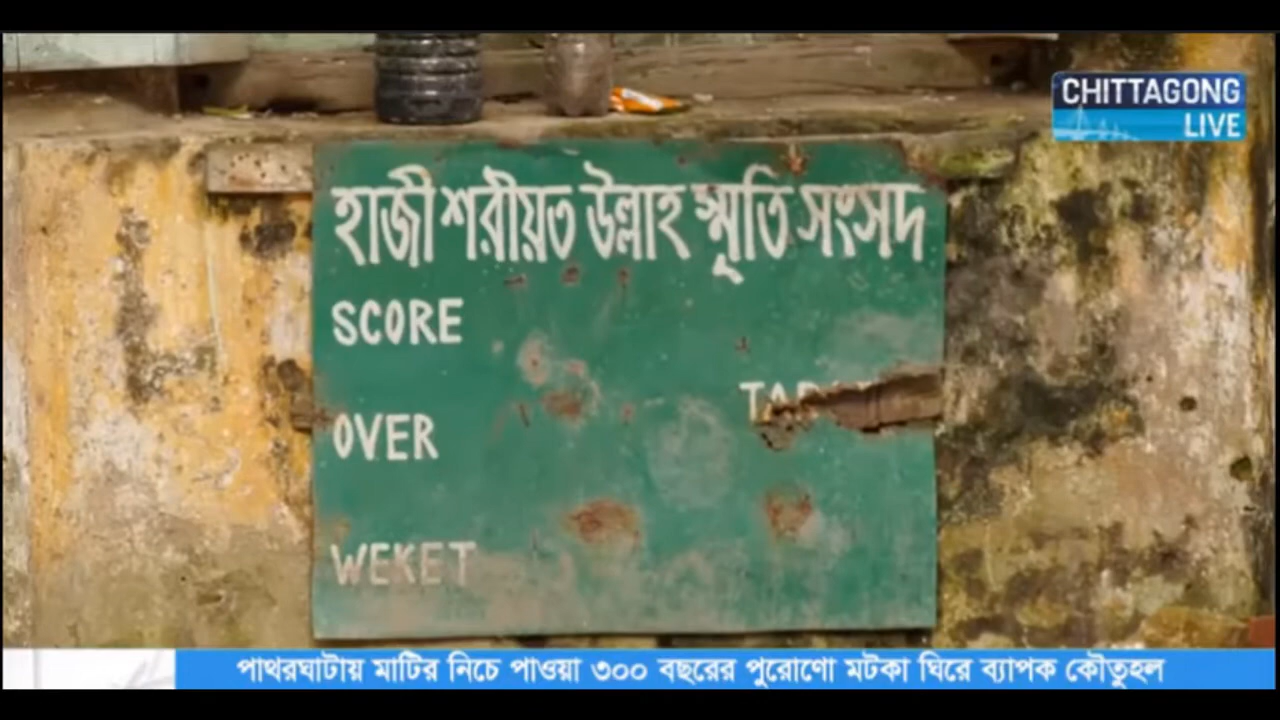 CHITTAGONG
LIVE
হাজী শরীয়ত উল্লাহ স্মৃতি সংসদ
SCORE
OVER
WEKET
পাথরঘাটায় মাটির নিচে পাওয়া ৩০০ বছরের পুরোণো মটকা ঘিরে ব্যাপক কৌতুহল